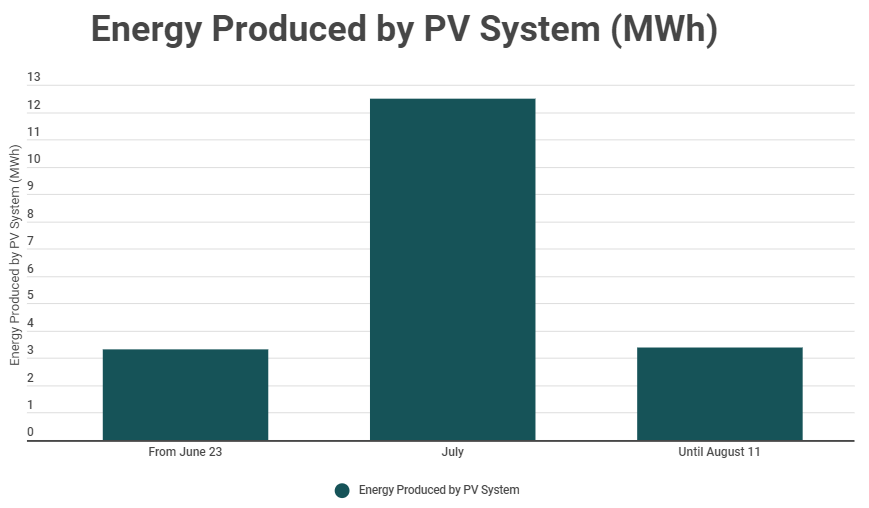 Energy Produced by PV System (MWh)
Energy Produced by PV System (MWh)
13
12
11
10
9
8
7
6
5
4
3
2
1
0
From June 23
July
Until August 11
Energy Produced by PV System